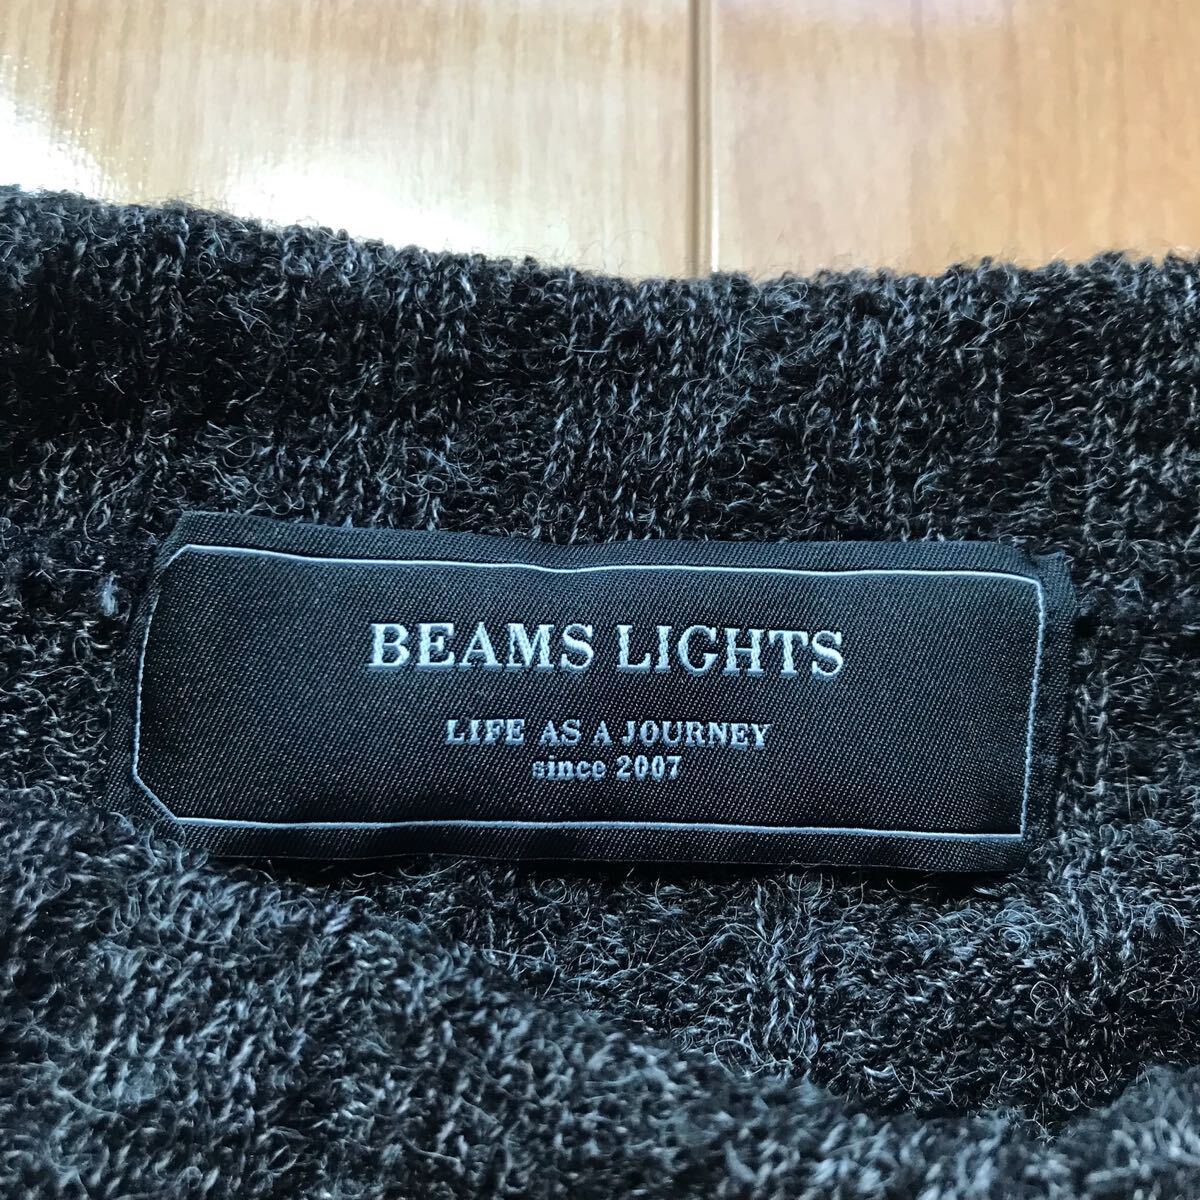 BEAMS LIGHTS
LIFE AS A JOURNEY
since 2007